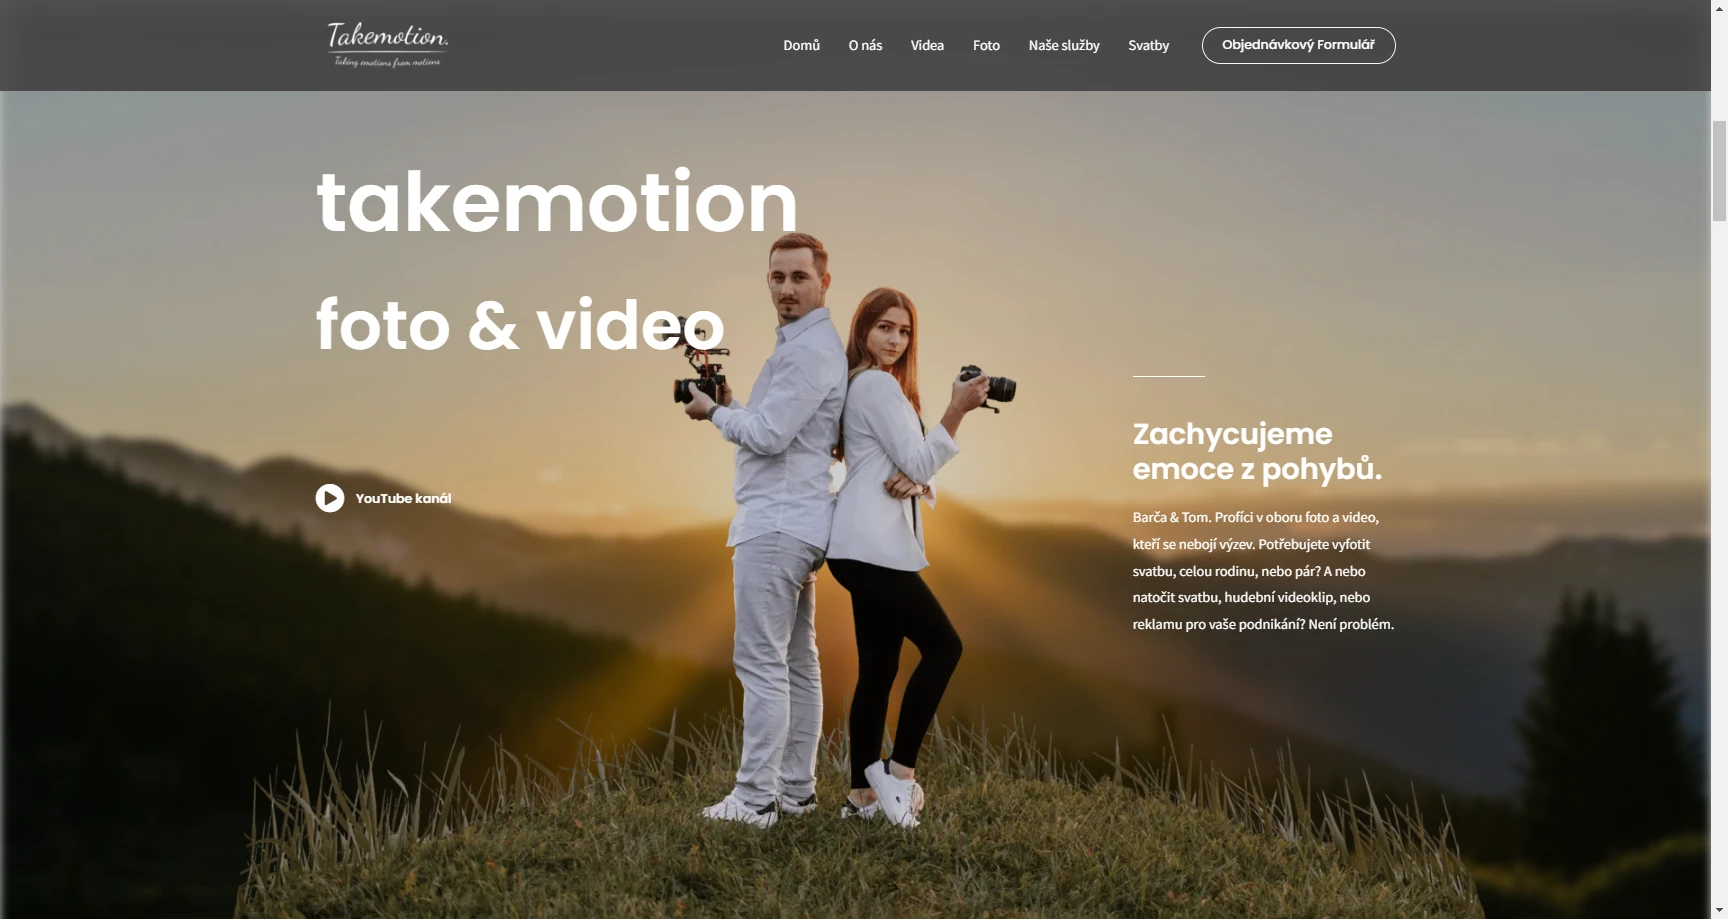 Takemotion.
Taking emotions from motions
Domů
O nás
Videa
Foto
Naše služby
Svatby
Objednávkový Formulář
takemotion
foto & video
YouTube kanál
Zachycujeme
emoce z pohybů.
Barča & Tom. Profíci v oboru foto a video,
kteří se nebojí výzev. Potřebujete vyfotit
svatbu, celou rodinu, nebo pár? A nebo
natočit svatbu, hudební videoklip, nebo
reklamu pro vaše podnikání? Není problém.